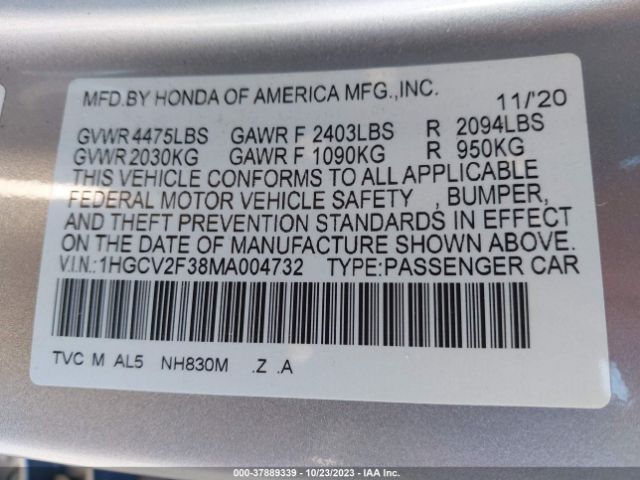 MFD.BY HONDA OF AMERICA MFG.,INC. 11/'20
GVWR 4475LBS GAWR F 2403LBS R 2094LBS
GVWR 2030KG GAWR F 1090KG R 950KG
THIS VEHICLE CONFORMS TO ALL APPLICABLE
FEDERAL MOTOR VEHICLE SAFETY , BUMPER,
AND THEFT PREVENTION STANDARDS IN EFFECT
ON THE DATE OF MANUFACTURE SHOWN ABOVE.
V.I.N.:1HGCV2F38MA004732 TYPE:PASSENGER CAR
TVC M AL5 NH830M .Z .A
000-37889339 - 10/23/2023 - IAA Inc.